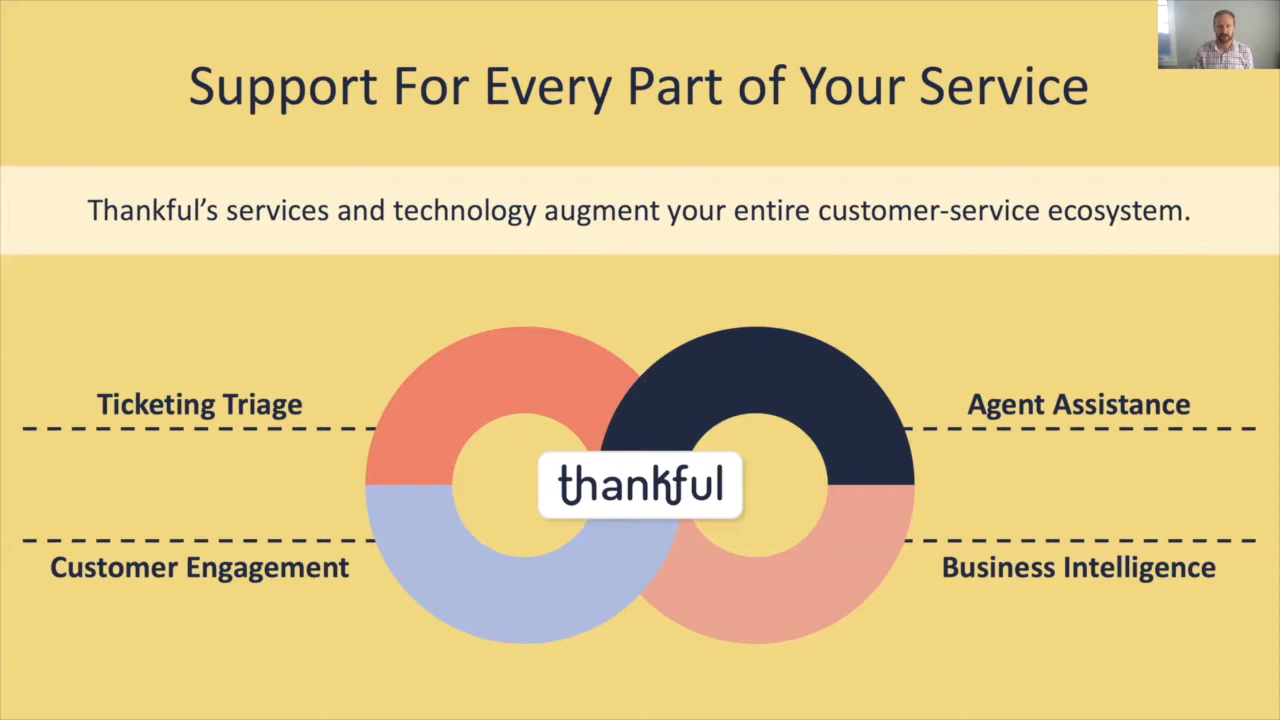 Support For Every Part of Your Service
Thankful’s services and technology augment your entire customer-service ecosystem.
Ticketing Triage
Agent Assistance
thankful
Customer Engagement
Business Intelligence